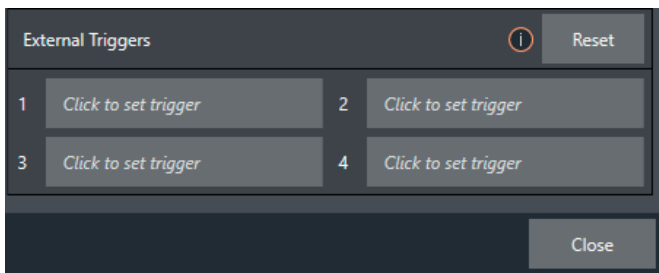 External Triggers i Reset
1 Click to set trigger 2 Click to set trigger
3 Click to set trigger 4 Click to set trigger
Close